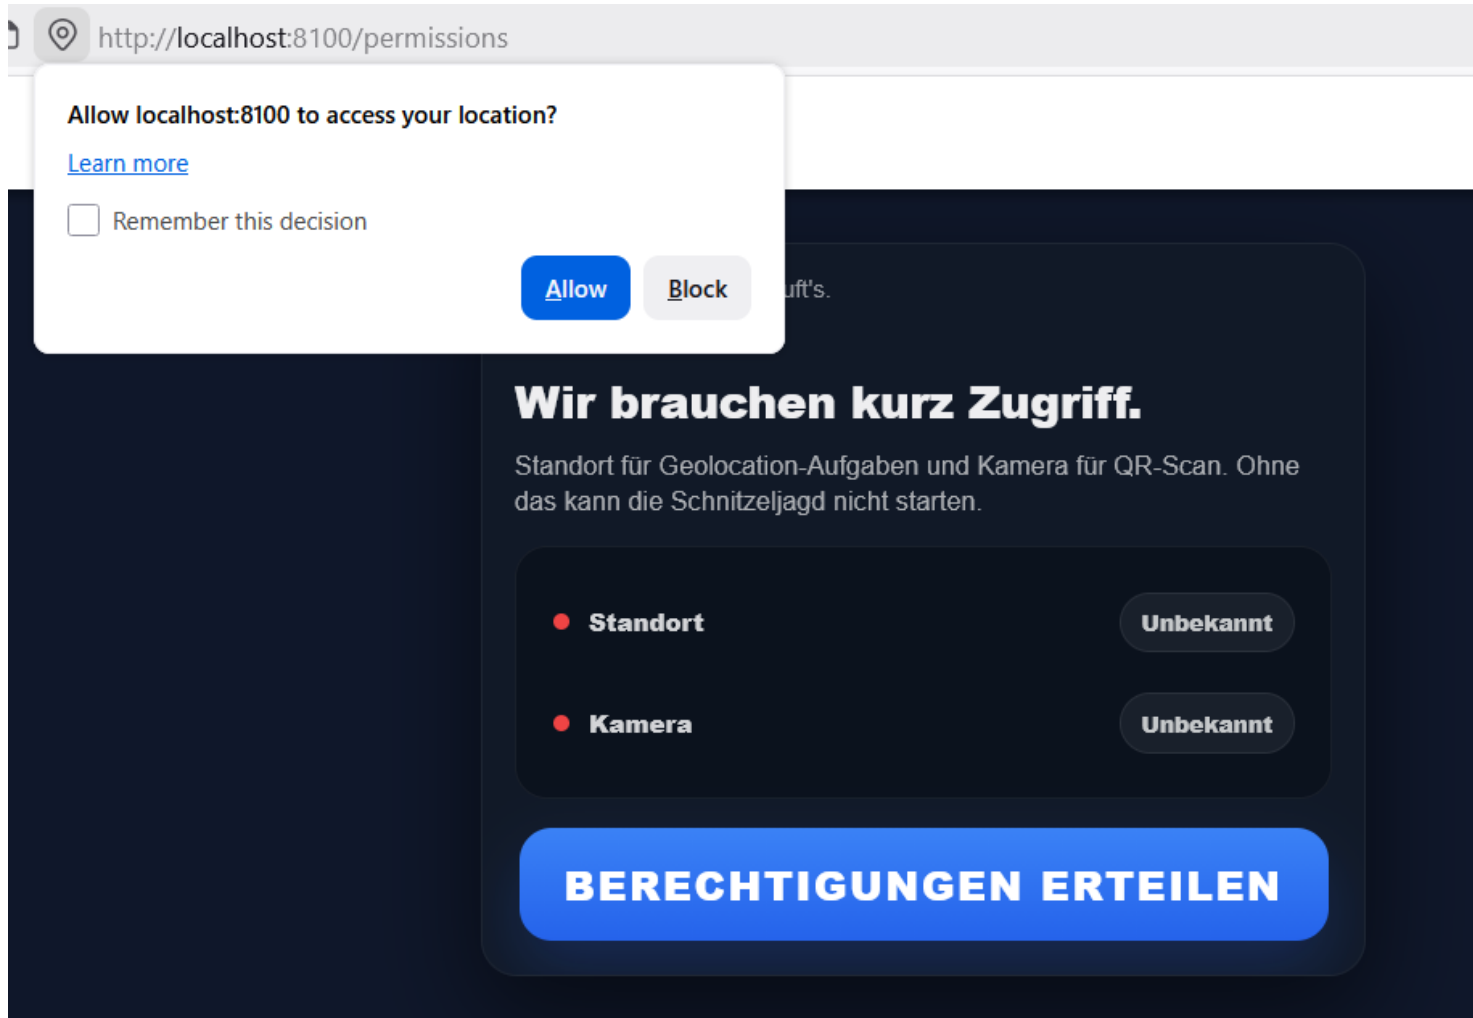 http://localhost:8100/permissions
Allow localhost:8100 to access your location?
Learn more
Remember this decision
Allow
Block
Wir brauchen kurz Zugriff.
Standort für Geolocation-Aufgaben und Kamera für QR-Scan. Ohne
das kann die Schnitzeljagd nicht starten.
Standort
Unbekannt
Kamera
Unbekannt
BERECHTIGUNGEN ERTEILEN